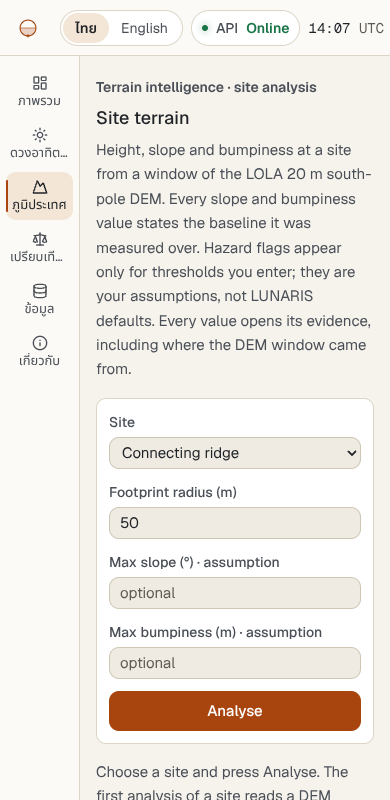 ไทย English API Online 14:07 UTC
ภาพรวม
ดวงอาทิต...
ภูมิประเทศ
เปรียบเที...
ข้อมูล
เกี่ยวกับ
Terrain intelligence · site analysis
Site terrain
Height, slope and bumpiness at a site
from a window of the LOLA 20 m south-
pole DEM. Every slope and bumpiness
value states the baseline it was
measured over. Hazard flags appear
only for thresholds you enter; they are
your assumptions, not LUNARIS
defaults. Every value opens its evidence,
including where the DEM window came
from.
Site
Connecting ridge
Footprint radius (m)
50
Max slope (°) · assumption
optional
Max bumpiness (m) · assumption
optional
Analyse
Choose a site and press Analyse. The
first analysis of a site reads a DEM